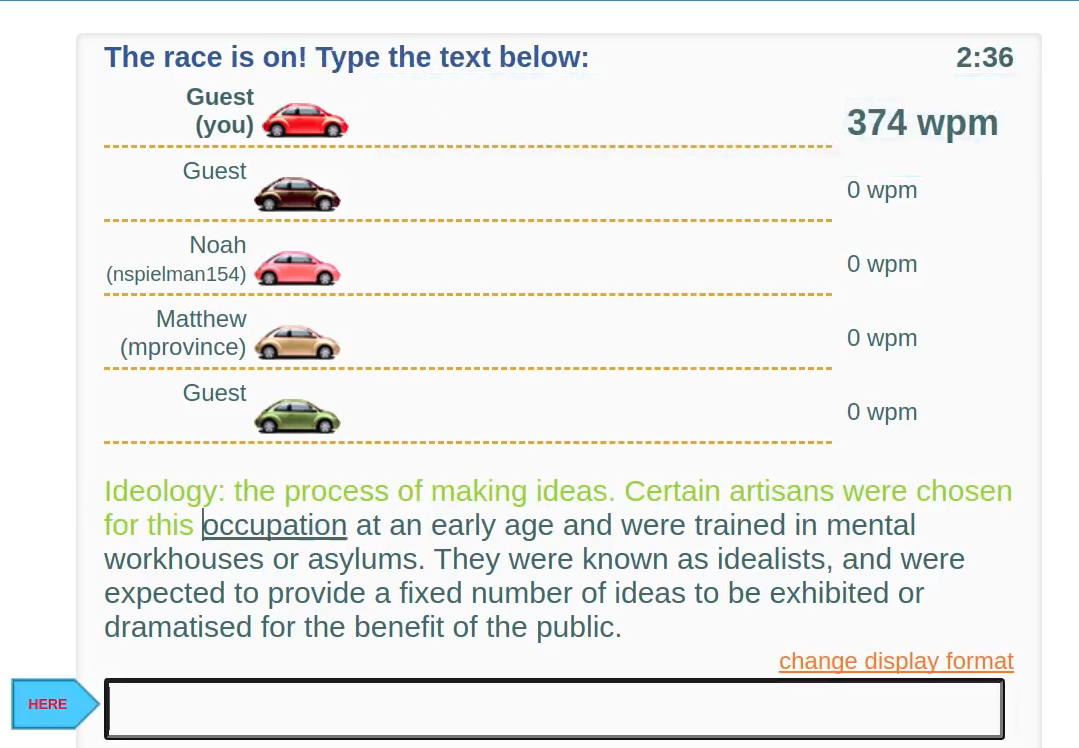 The race is on! Type the text below:
2:36
Guest
(you)
374 wpm
Guest
0 wpm
Noah
(nspielman154)
0 wpm
Matthew
(mprovince)
0 wpm
Guest
0 wpm
Ideology: the process of making ideas. Certain artisans were chosen
for this occupation at an early age and were trained in mental
workhouses or asylums. They were known as idealists, and were
expected to provide a fixed number of ideas to be exhibited or
dramatised for the benefit of the public.
change display format
HERE